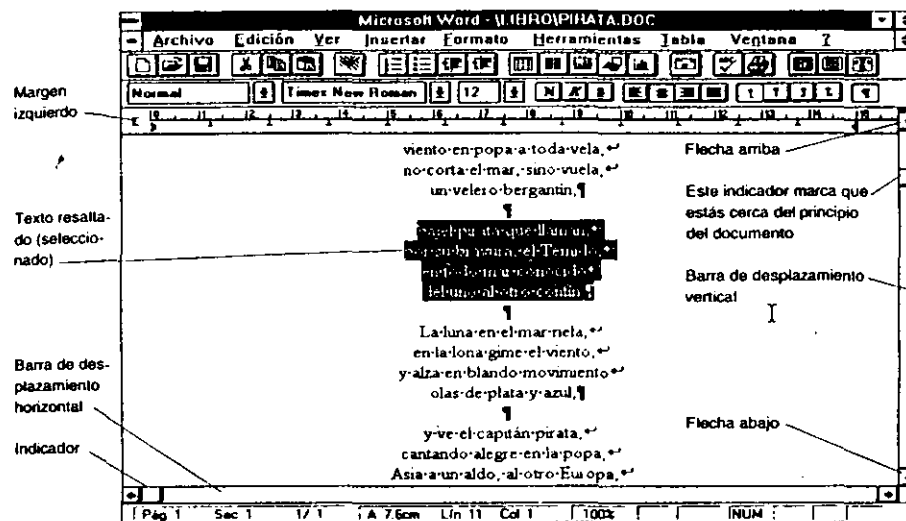 Microsoft Word - \LIBRO\PIRATA.DOC
Archivo Edición Ver Insertar Formato Herramientas Tabla Ventana ?
Normal Times New Roman 12 N K S
Margen
izquierdo
viento·en·popa·a·toda·vela,↵
no·corta·el·mar,·sino·vuela,
un·velero·bergantín,¶
¶
Texto resalta-
do (seleccio-
nado)
¶
La·luna·en·el·mar·riela,↵
en·la·lona·gime·el·viento,↵
y·alza·en·blando·movimiento↵
olas·de·plata·y·azul,¶
¶
y·ve·el·capitán·pirata,↵
cantando·alegre·en·la·popa,↵
Asia·a·un·lado,·al·otro·Europa,↵
Flecha arriba
Este indicador marca que
estás cerca del principio
del documento
Barra de desplazamiento
vertical
Flecha abajo
Barra de des-
plazamiento
horizontal
Indicador
Pág 1 Sec 1 1/ 1 A 7.6cm Lín 11 Col 1 100% NUM